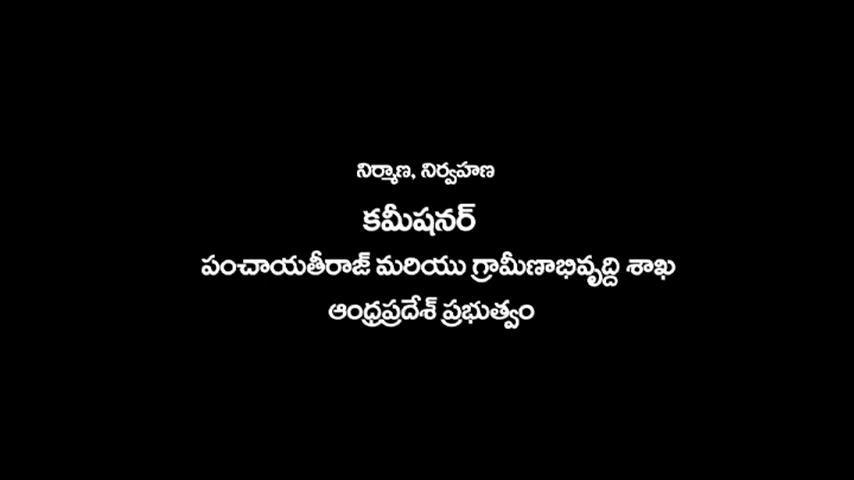 నిర్మాణ, నిర్వహణ
కమీషనర్
పంచాయతీరాజ్ మరియు గ్రామీణాభివృద్ది శాఖ
ఆంధ్రప్రదేశ్ ప్రభుత్వం